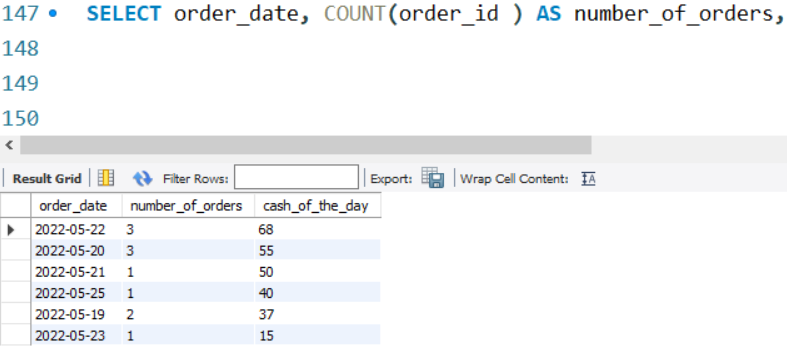 147 SELECT order_date, COUNT(order_id ) AS number_of_orders,
148
149
150
Result Grid Filter Rows: Export: Wrap Cell Content: IA
order_date number_of_orders cash_of_the_day
2022-05-22 3 68
2022-05-20 3 55
2022-05-21 1 50
2022-05-25 1 40
2022-05-19 2 37
2022-05-23 1 15